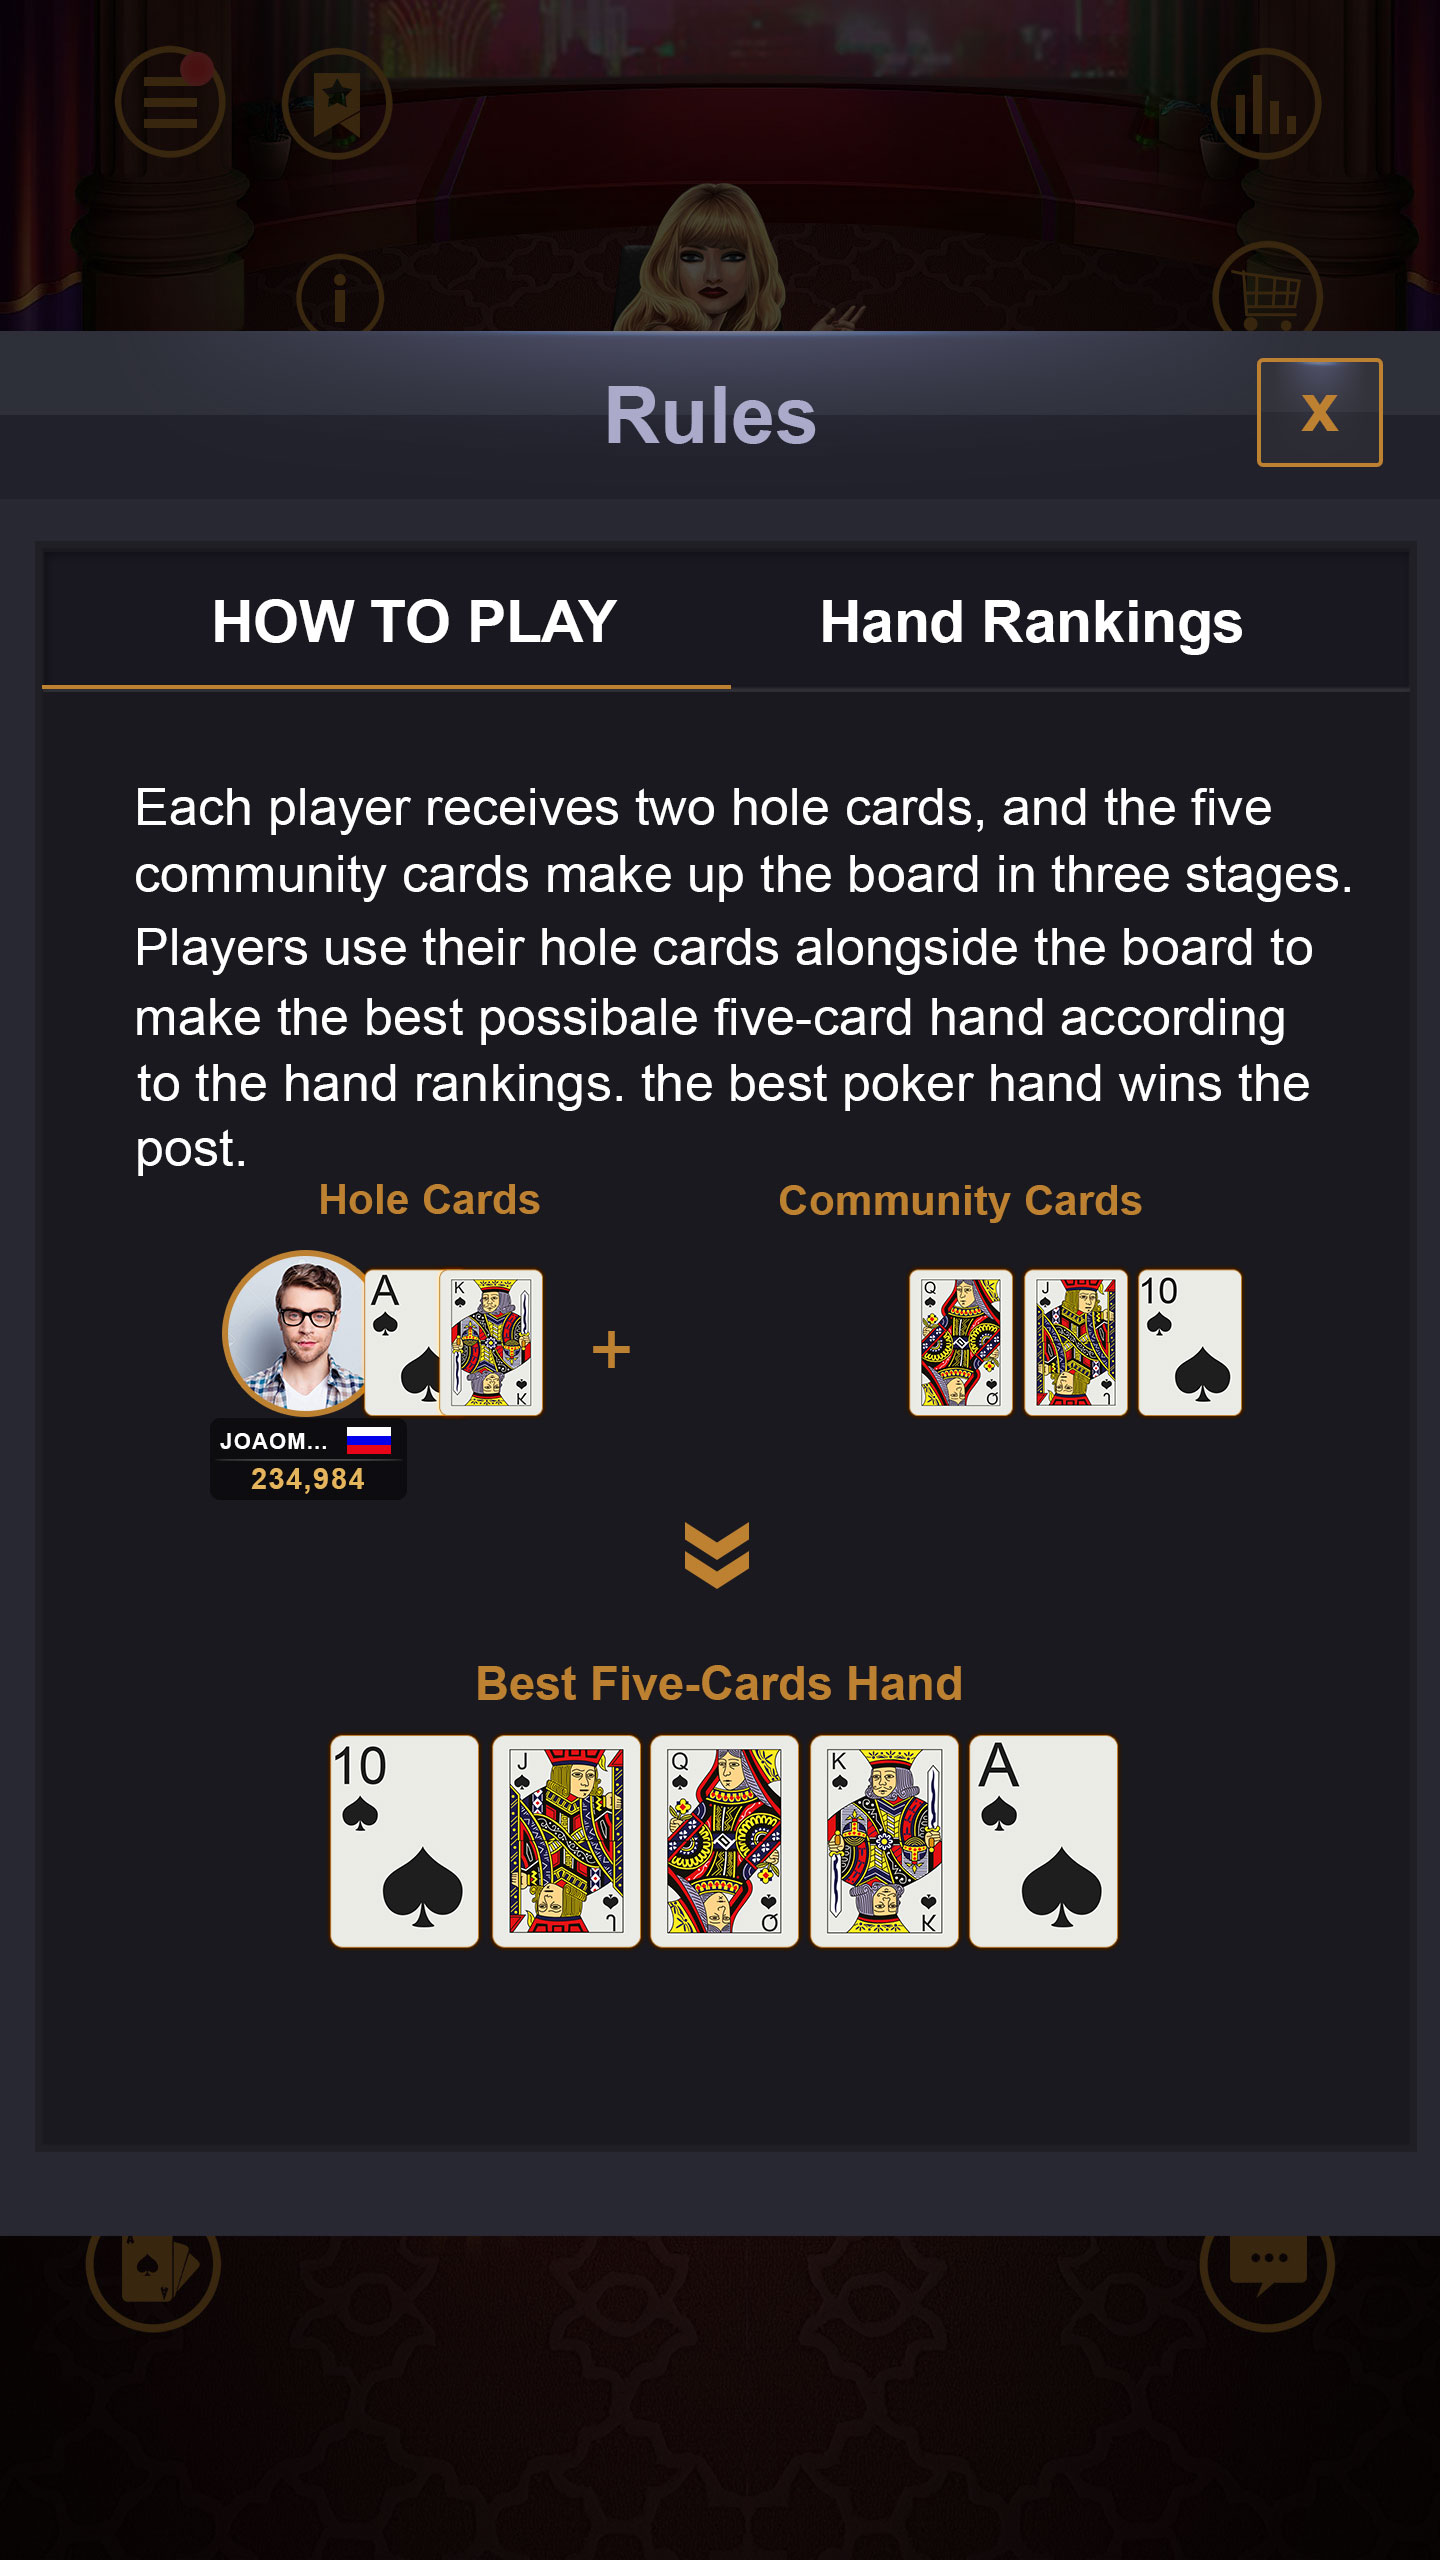 Rules
x
HOW TO PLAY
Hand Rankings
Each player receives two hole cards, and the five
community cards make up the board in three stages.
Players use their hole cards alongside the board to
make the best possibale five-card hand according
to the hand rankings. the best poker hand wins the
post.
Hole Cards
Community Cards
A
K
K
+
Q
Q
J
J
10
JOAOM...
234,984
Best Five-Cards Hand
10
J
J
Q
Q
K
K
A